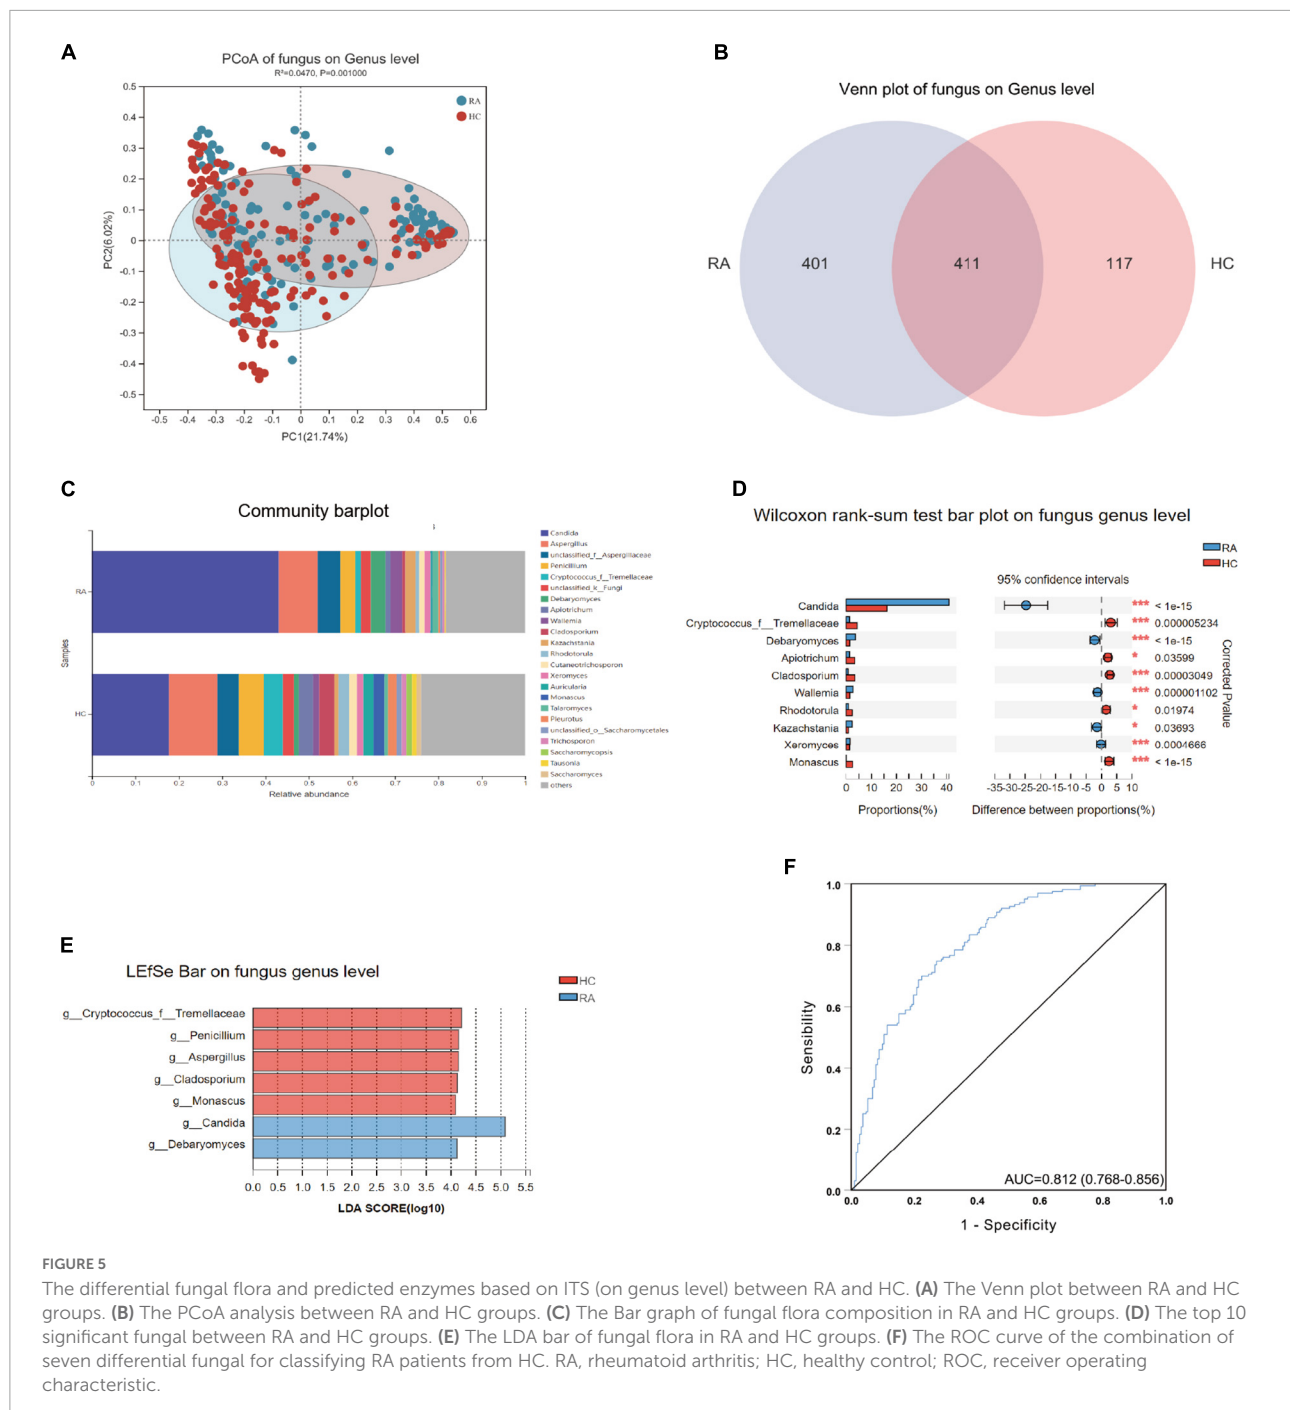 A
PCoA of fungus on Genus level
R²=0.0470, P=0.001000
RA
HC
0.5
0.4
0.3
0.2
0.1
0
-0.1
-0.2
-0.3
-0.4
-0.5
PC2(6.02%)
-0.5 -0.4 -0.3 -0.2 -0.1 0 0.1 0.2 0.3 0.4 0.5 0.6
PC1(21.74%)
B
Venn plot of fungus on Genus level
RA 401 411 117 HC
C
Community barplot
Samples
RA
HC
0 0.1 0.2 0.3 0.4 0.5 0.6 0.7 0.8 0.9 1
Relative abundance
Candida
Aspergillus
unclassified_f__Aspergillaceae
Penicillium
Cryptococcus_f__Tremellaceae
unclassified_k__Fungi
Debaryomyces
Apiotrichum
Wallemia
Cladosporium
Kazachstania
Rhodotorula
Cutaneotrichosporon
Xeromyces
Auricularia
Monascus
Talaromyces
Pleurotus
unclassified_o__Saccharomycetales
Trichosporon
Saccharomycopsis
Tausonia
Saccharomyces
others
D
Wilcoxon rank-sum test bar plot on fungus genus level
RA
HC
95% confidence intervals
Candida *** < 1e-15
Cryptococcus_f__Tremellaceae *** 0.000005234
Debaryomyces *** < 1e-15
Apiotrichum * 0.03599
Cladosporium *** 0.00003049
Wallemia *** 0.000001102
Rhodotorula * 0.01974
Kazachstania * 0.03693
Xeromyces *** 0.0004666
Monascus *** < 1e-15
Corrected Pvalue
0 10 20 30 40 -35-30-25-20-15-10 -5 0 5 10
Proportions(%) Difference between proportions(%)
E
LEfSe Bar on fungus genus level
HC
RA
g__Cryptococcus_f__Tremellaceae
g__Penicillium
g__Aspergillus
g__Cladosporium
g__Monascus
g__Candida
g__Debaryomyces
0.0 0.5 1.0 1.5 2.0 2.5 3.0 3.5 4.0 4.5 5.0 5.5
LDA SCORE(log10)
F
1.0
0.8
0.6
0.4
0.2
0.0
Sensibility
AUC=0.812 (0.768-0.856)
0.0 0.2 0.4 0.6 0.8 1.0
1 - Specificity
FIGURE 5
The differential fungal flora and predicted enzymes based on ITS (on genus level) between RA and HC. (A) The Venn plot between RA and HC
groups. (B) The PCoA analysis between RA and HC groups. (C) The Bar graph of fungal flora composition in RA and HC groups. (D) The top 10
significant fungal between RA and HC groups. (E) The LDA bar of fungal flora in RA and HC groups. (F) The ROC curve of the combination of
seven differential fungal for classifying RA patients from HC. RA, rheumatoid arthritis; HC, healthy control; ROC, receiver operating
characteristic.